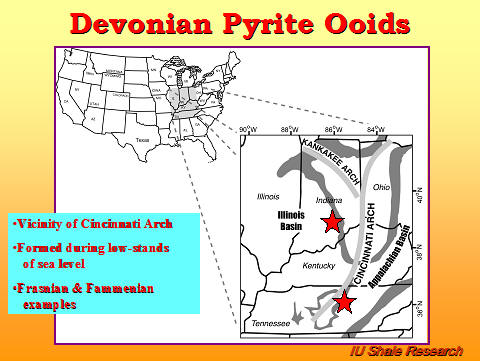 Devonian Pyrite Ooids
Texas
90°W 88°W 86°W 84°W
KANKAKEE ARCH
Illinois
Indiana
Ohio
40°N
Illinois
Basin
CINCINNATI ARCH
Appalachian Basin
38°N
Kentucky
36°N
Tennessee
•Vicinity of Cincinnati Arch
•Formed during low-stands
of sea level
•Frasnian & Fammenian
examples
IU Shale Research